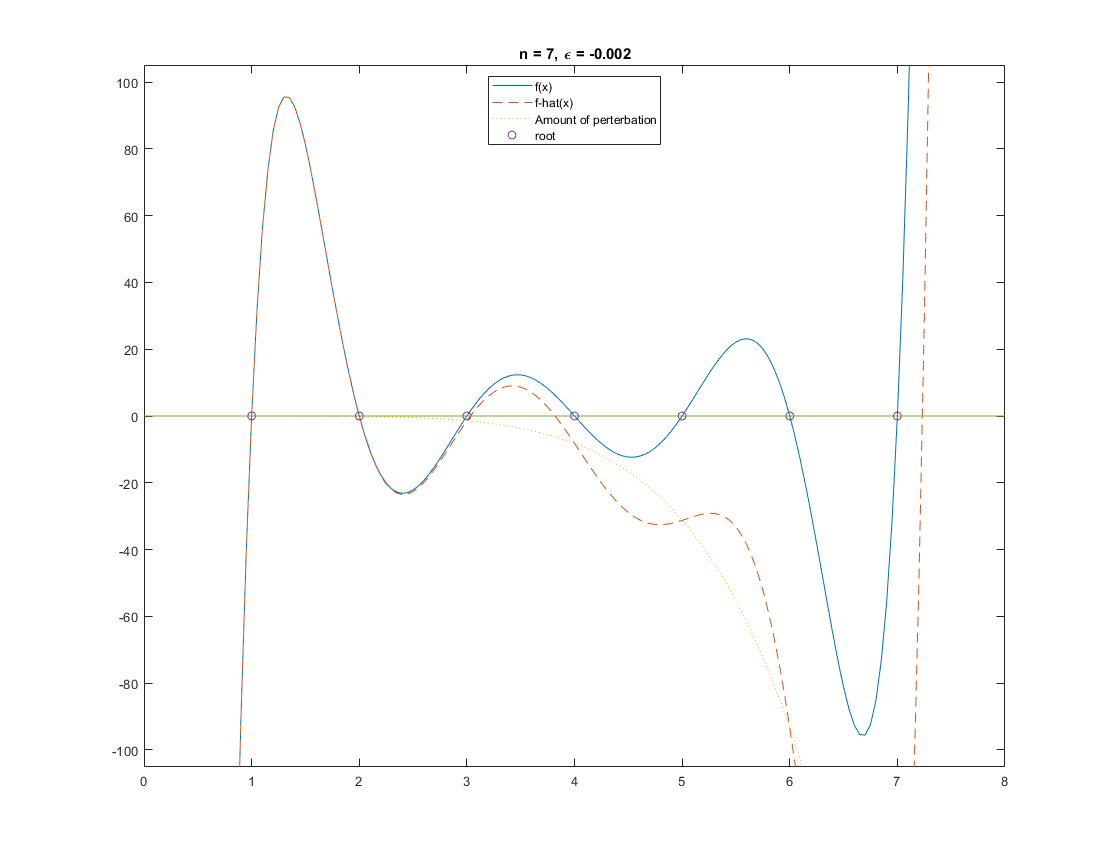 n = 7, ϵ = -0.002
f(x)
f-hat(x)
Amount of perterbation
root
100
80
60
40
20
0
-20
-40
-60
-80
-100
0 1 2 3 4 5 6 7 8